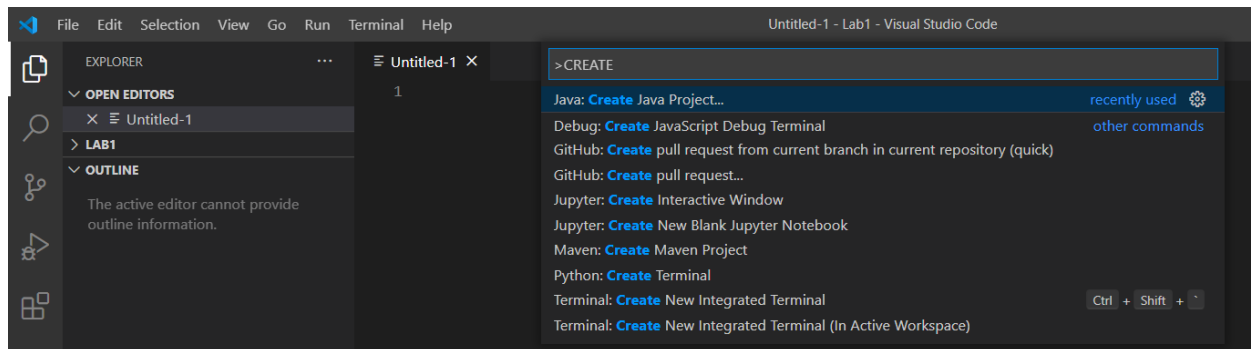 File Edit Selection View Go Run Terminal Help
Untitled-1 - Lab1 - Visual Studio Code
EXPLORER ···
OPEN EDITORS
Untitled-1
LAB1
OUTLINE
The active editor cannot provide
outline information.
Untitled-1
1
>CREATE
Java: Create Java Project... recently used
Debug: Create JavaScript Debug Terminal other commands
GitHub: Create pull request from current branch in current repository (quick)
GitHub: Create pull request...
Jupyter: Create Interactive Window
Jupyter: Create New Blank Jupyter Notebook
Maven: Create Maven Project
Python: Create Terminal
Terminal: Create New Integrated Terminal Ctrl + Shift + `
Terminal: Create New Integrated Terminal (In Active Workspace)